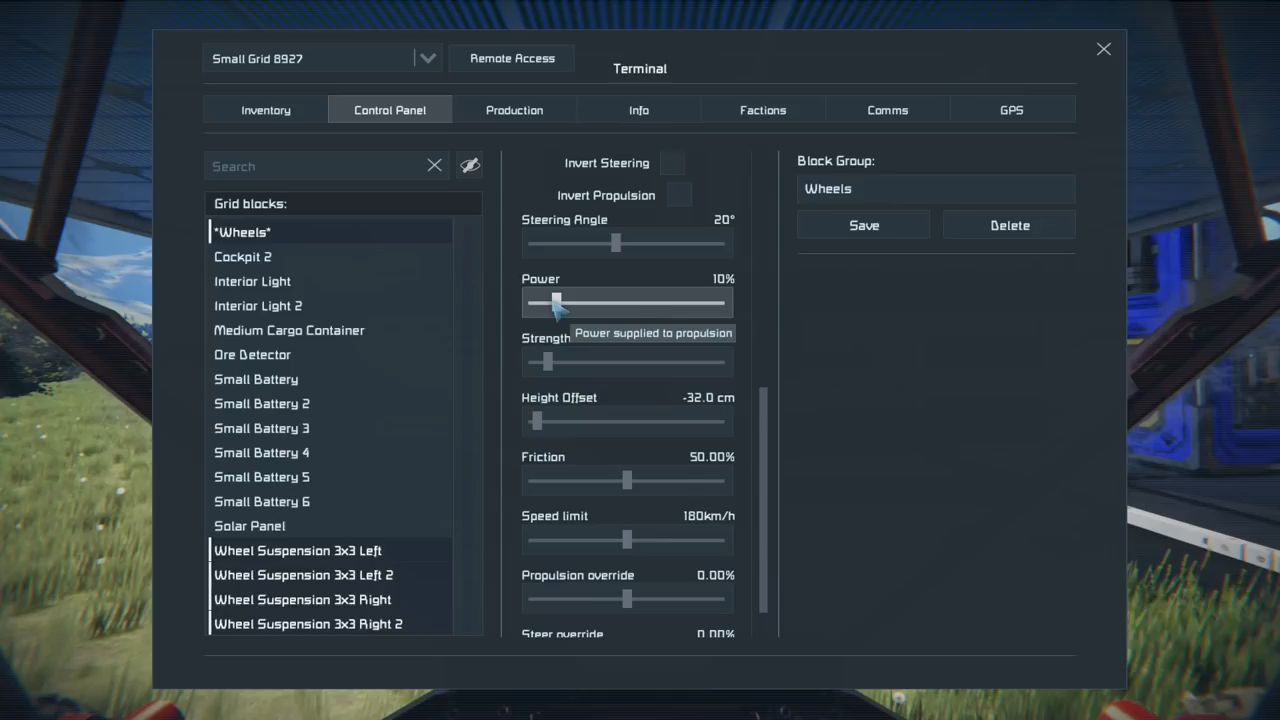 Small Grid 8927
Remote Access
Terminal
Inventory
Control Panel
Production
Info
Factions
Comms
GPS
Search
Grid blocks:
*Wheels*
Cockpit 2
Interior Light
Interior Light 2
Medium Cargo Container
Ore Detector
Small Battery
Small Battery 2
Small Battery 3
Small Battery 4
Small Battery 5
Small Battery 6
Solar Panel
Wheel Suspension 3x3 Left
Wheel Suspension 3x3 Left 2
Wheel Suspension 3x3 Right
Wheel Suspension 3x3 Right 2
Invert Steering
Invert Propulsion
Steering Angle 20°
Power 10%
Power supplied to propulsion
Strength
Height Offset -32.0 cm
Friction 50.00%
Speed limit 180km/h
Propulsion override 0.00%
Steer override 0.00%
Block Group:
Wheels
Save
Delete